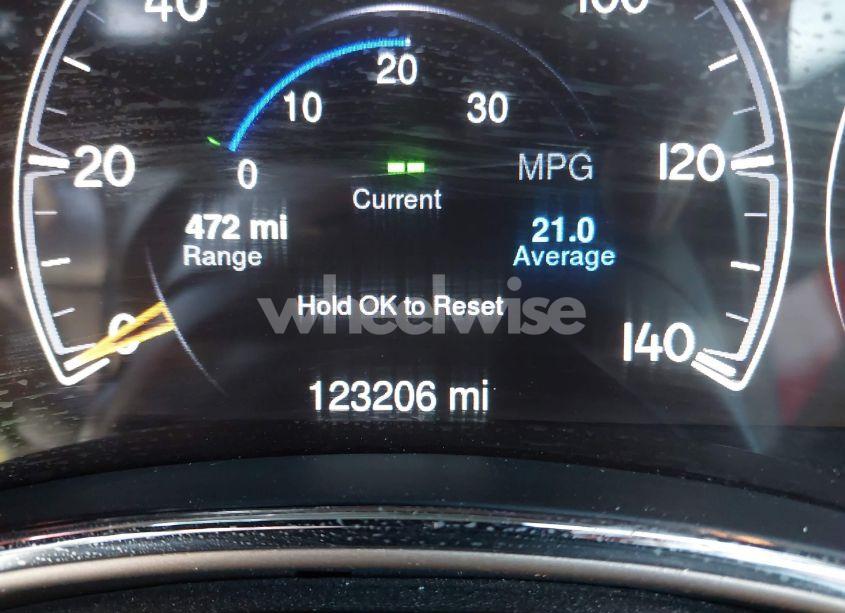 40 100
20
10 30
20 0 MPG 120
-- Current
472 mi 21.0
Range Average
Hold OK to Reset
wheelwise
0 140
123206 mi